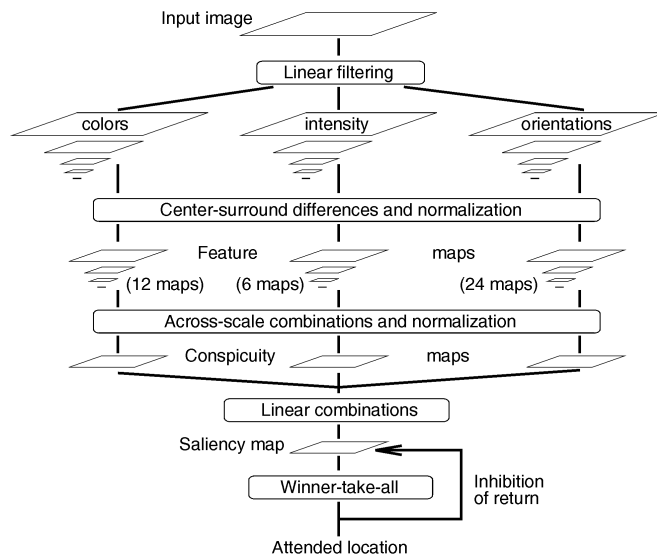 Input image
Linear filtering
colors
intensity
orientations
Center-surround differences and normalization
Feature maps
(12 maps)
(6 maps)
(24 maps)
Across-scale combinations and normalization
Conspicuity maps
Linear combinations
Saliency map
Winner-take-all
Inhibition
of return
Attended location